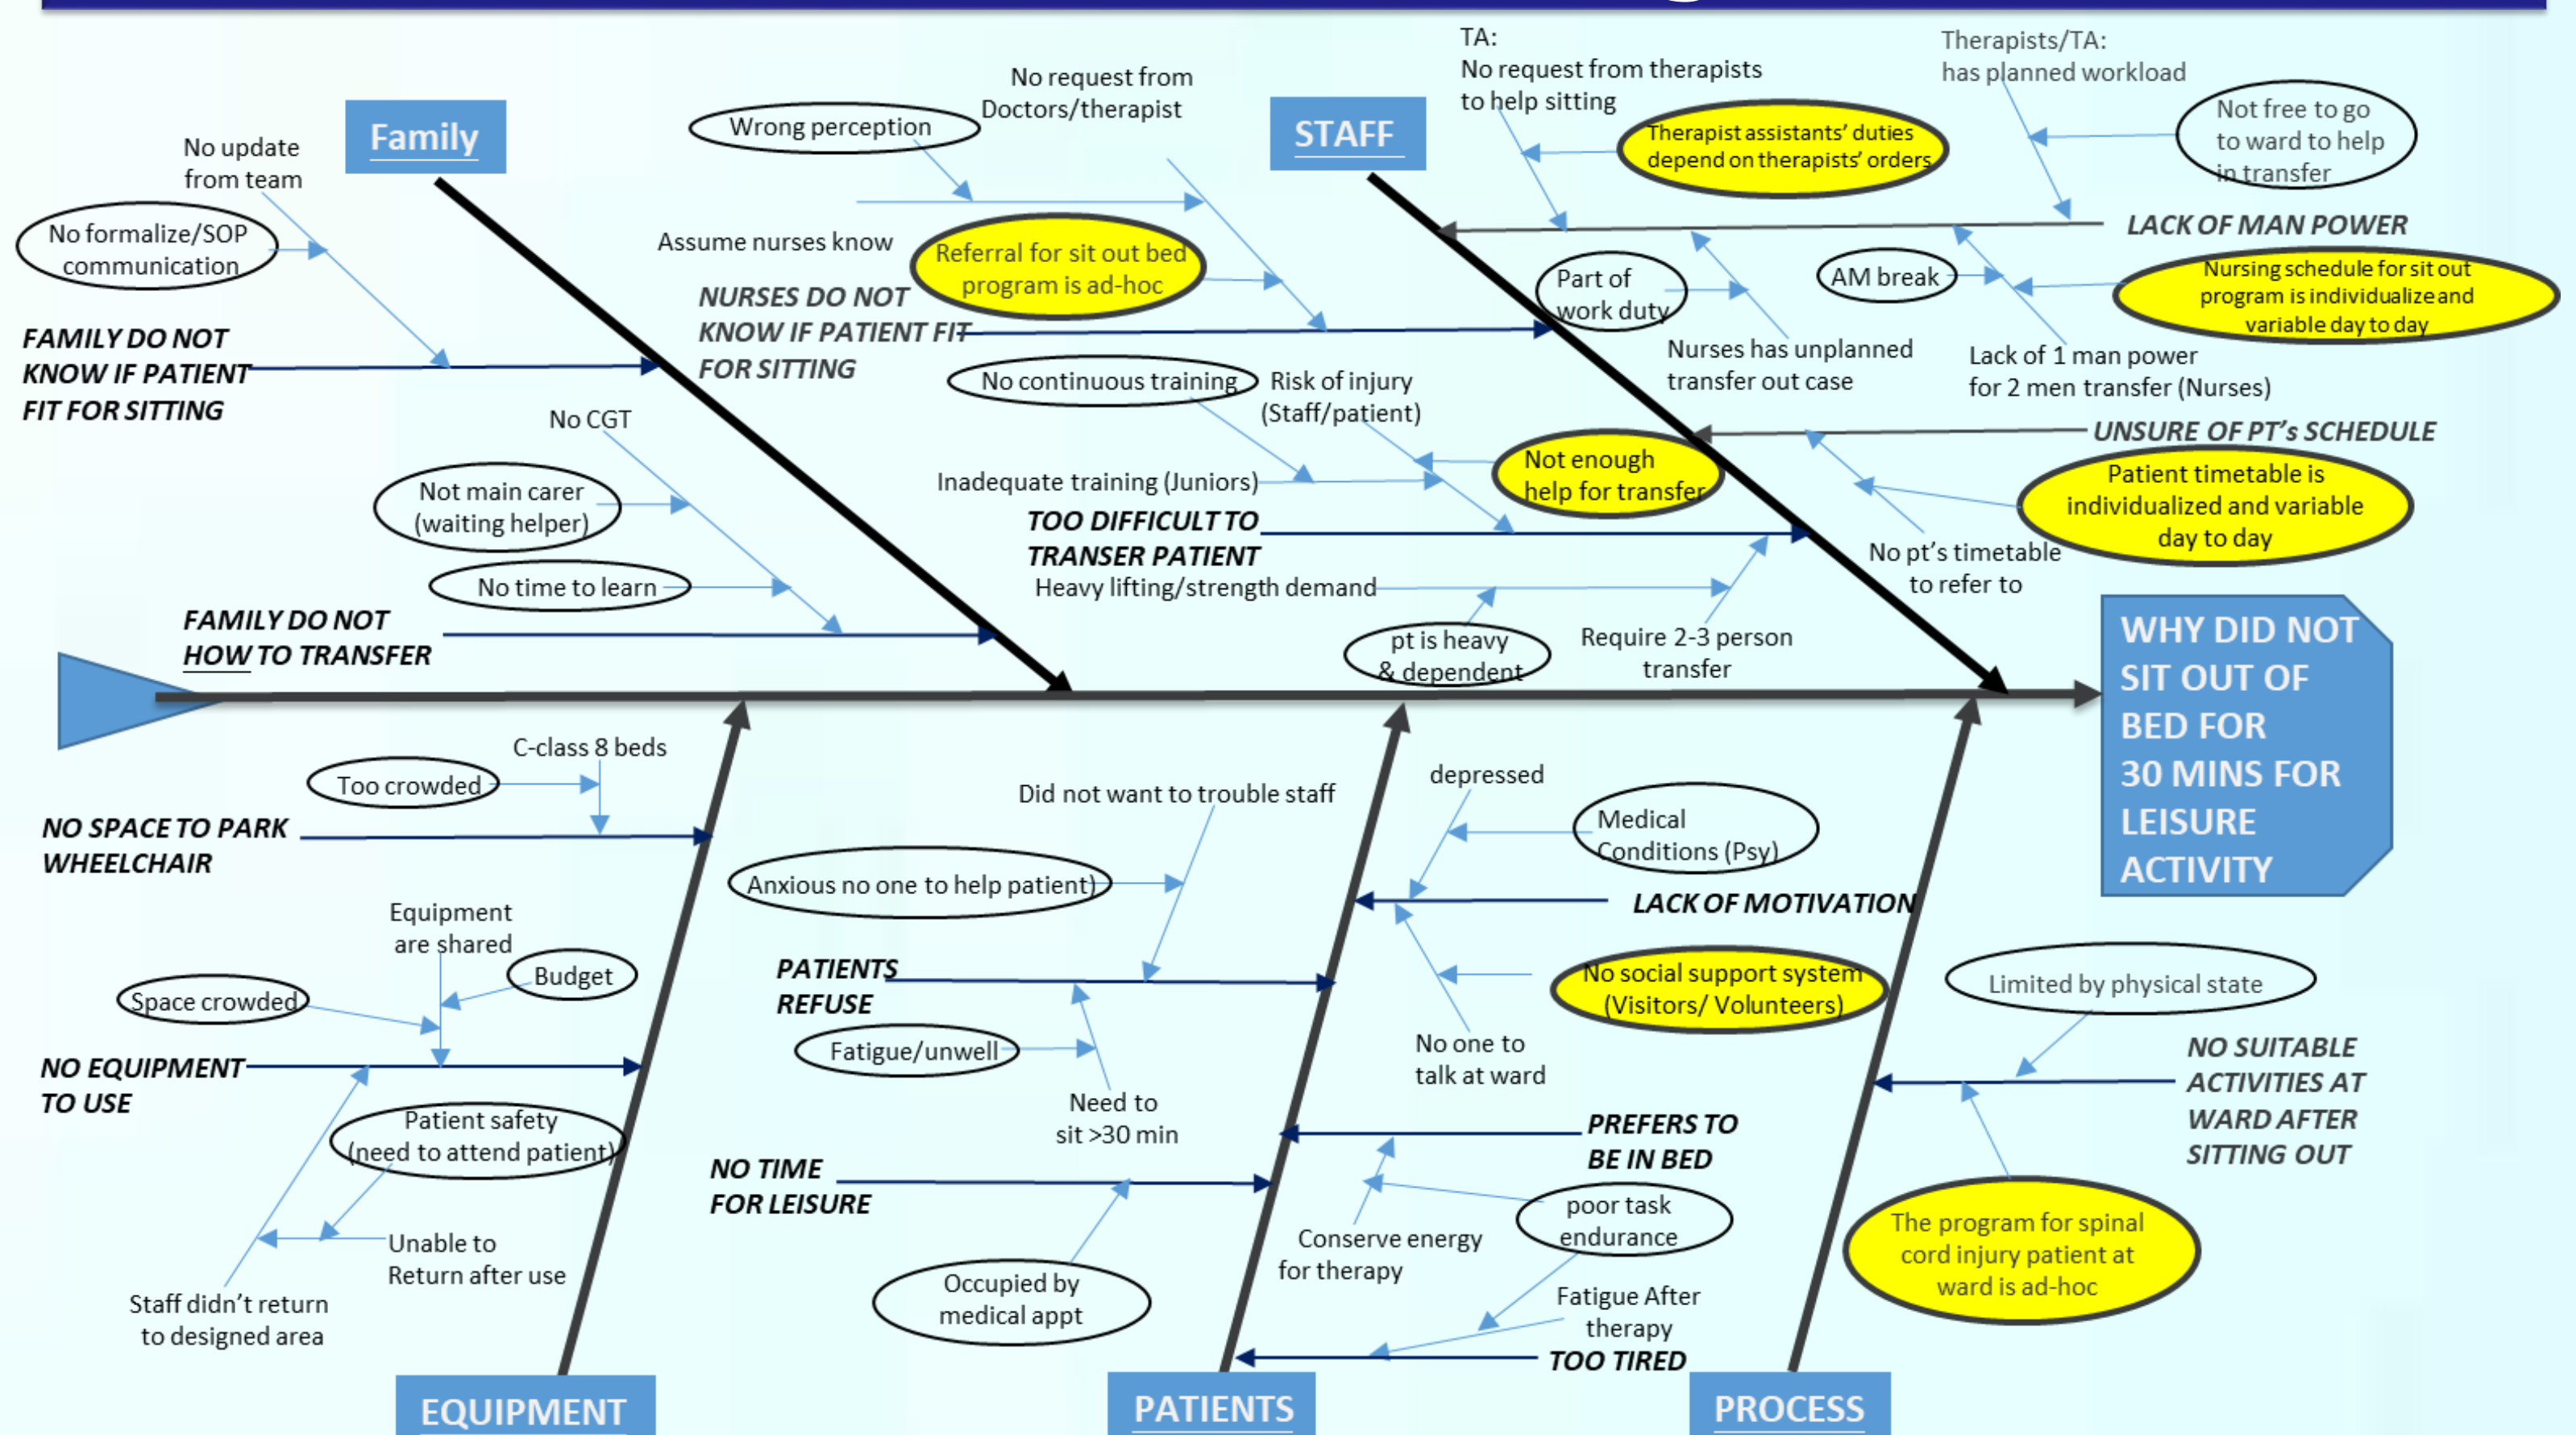 TA:
No request from therapists
to help sitting
Therapists/TA:
has planned workload
No request from
Doctors/therapist
Family
STAFF
Wrong perception
Therapist assistants' duties
depend on therapists' orders
Not free to go
to ward to help
in transfer
No update
from team
No formalize/SOP
communication
Assume nurses know
Referral for sit out bed
program is ad-hoc
LACK OF MAN POWER
Part of
work duty
AM break
Nursing schedule for sit out
program is individualize and
variable day to day
NURSES DO NOT
KNOW IF PATIENT FIT
FOR SITTING
FAMILY DO NOT
KNOW IF PATIENT
FIT FOR SITTING
Nurses has unplanned
transfer out case
Lack of 1 man power
for 2 men transfer (Nurses)
No continuous training
Risk of injury
(Staff/patient)
No CGT
UNSURE OF PT's SCHEDULE
Not main carer
(waiting helper)
Inadequate training (Juniors)
Not enough
help for transfer
Patient timetable is
individualized and variable
day to day
TOO DIFFICULT TO
TRANSER PATIENT
No pt's timetable
to refer to
No time to learn
Heavy lifting/strength demand
FAMILY DO NOT
HOW TO TRANSFER
pt is heavy
& dependent
Require 2-3 person
transfer
WHY DID NOT
SIT OUT OF
BED FOR
30 MINS FOR
LEISURE
ACTIVITY
C-class 8 beds
Too crowded
NO SPACE TO PARK
WHEELCHAIR
Did not want to trouble staff
depressed
Medical
Conditions (Psy)
Anxious no one to help patient)
LACK OF MOTIVATION
Equipment
are shared
Budget
Space crowded
PATIENTS
REFUSE
No social support system
(Visitors/ Volunteers)
Limited by physical state
Fatigue/unwell
No one to
talk at ward
NO EQUIPMENT
TO USE
NO SUITABLE
ACTIVITIES AT
WARD AFTER
SITTING OUT
Patient safety
(need to attend patient)
Need to
sit >30 min
PREFERS TO
BE IN BED
NO TIME
FOR LEISURE
poor task
endurance
Conserve energy
for therapy
The program for spinal
cord injury patient at
ward is ad-hoc
Unable to
Return after use
Occupied by
medical appt
Staff didn't return
to designed area
Fatigue After
therapy
TOO TIRED
EQUIPMENT
PATIENTS
PROCESS